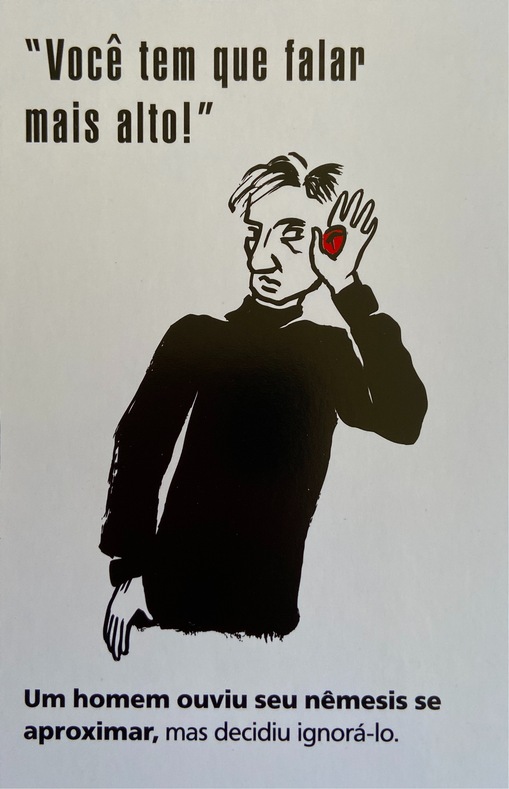 “Você tem que falar
mais alto!”
Um homem ouviu seu nêmesis se
aproximar, mas decidiu ignorá-lo.